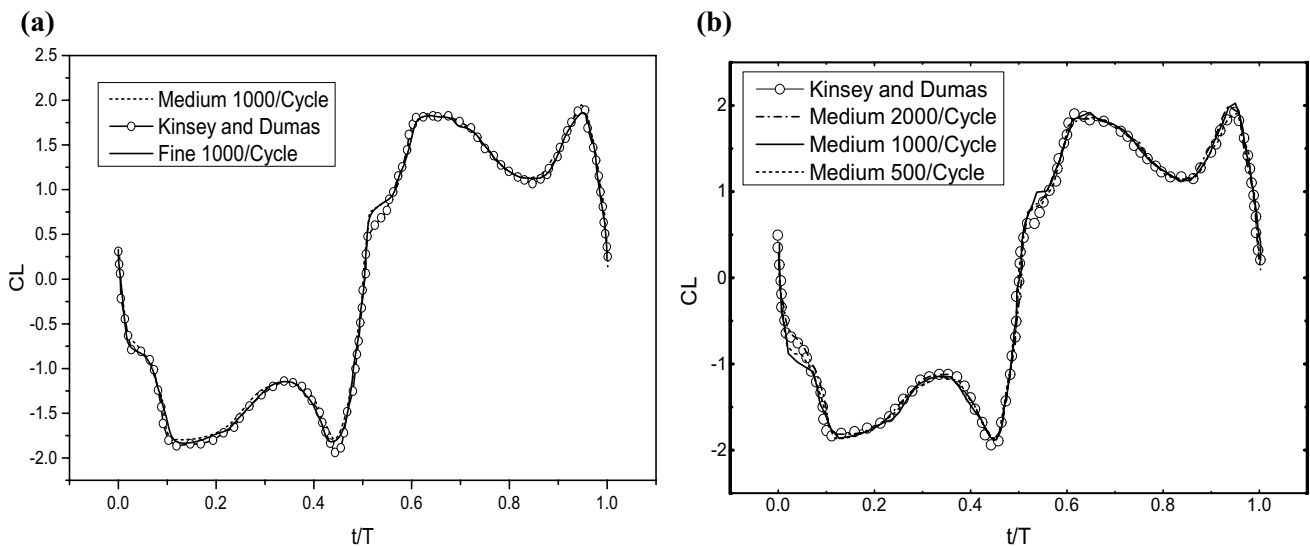 (a)
2.5
2.0
1.5
1.0
0.5
0.0
-0.5
-1.0
-1.5
-2.0
CL
Medium 1000/Cycle
Kinsey and Dumas
Fine 1000/Cycle
0.0 0.2 0.4 0.6 0.8 1.0
t/T
(b)
2
1
0
-1
-2
CL
Kinsey and Dumas
Medium 2000/Cycle
Medium 1000/Cycle
Medium 500/Cycle
0.0 0.2 0.4 0.6 0.8 1.0
t/T